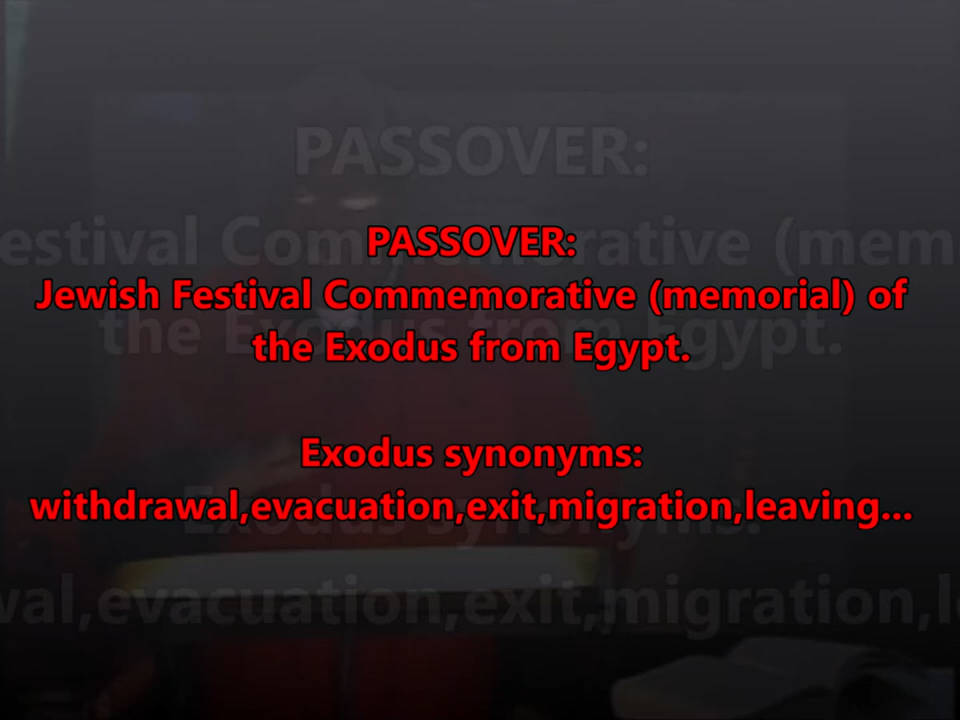 PASSOVER:
Jewish Festival Commemorative (memorial) of
the Exodus from Egypt.
Exodus synonyms:
withdrawal,evacuation,exit,migration,leaving...